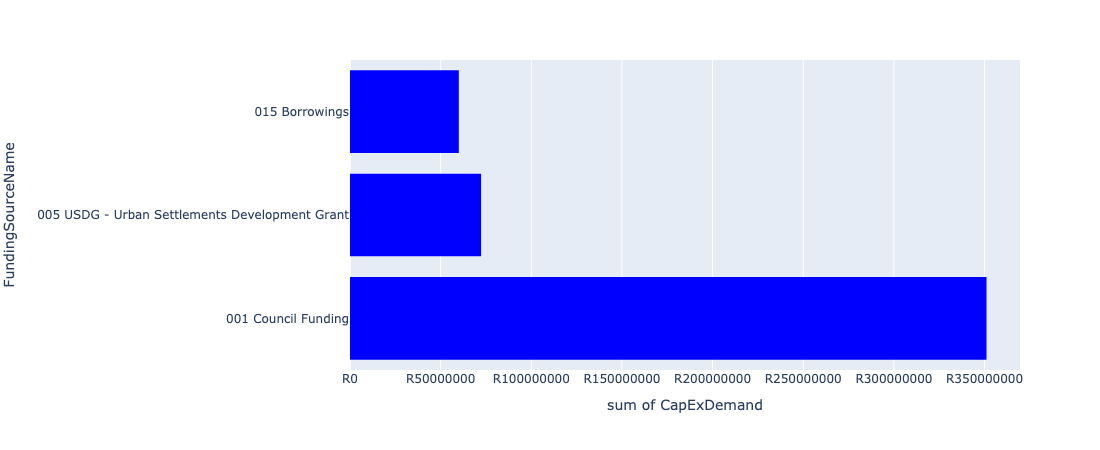 015 Borrowings
005 USDG - Urban Settlements Development Grant
001 Council Funding
FundingSourceName
R0 R50000000 R100000000 R150000000 R200000000 R250000000 R300000000 R350000000
sum of CapExDemand